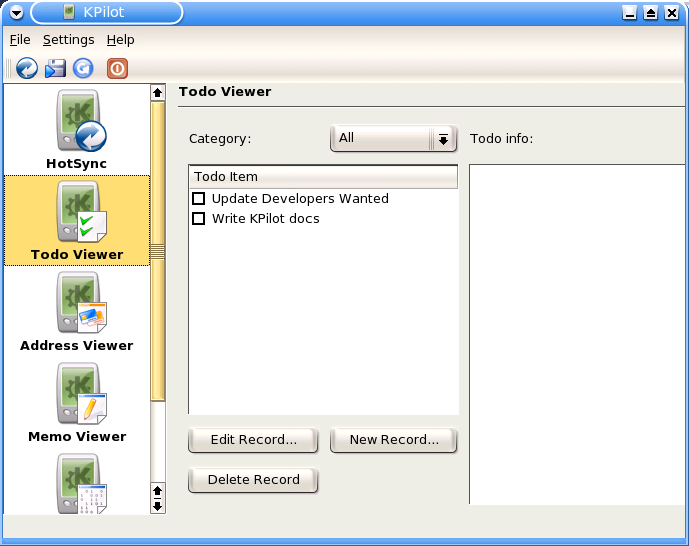 KPilot
File Settings Help
HotSync
Todo Viewer
Address Viewer
Memo Viewer
Todo Viewer
Category:
All
Todo info:
Todo Item
Update Developers Wanted
Write KPilot docs
Edit Record...
New Record...
Delete Record